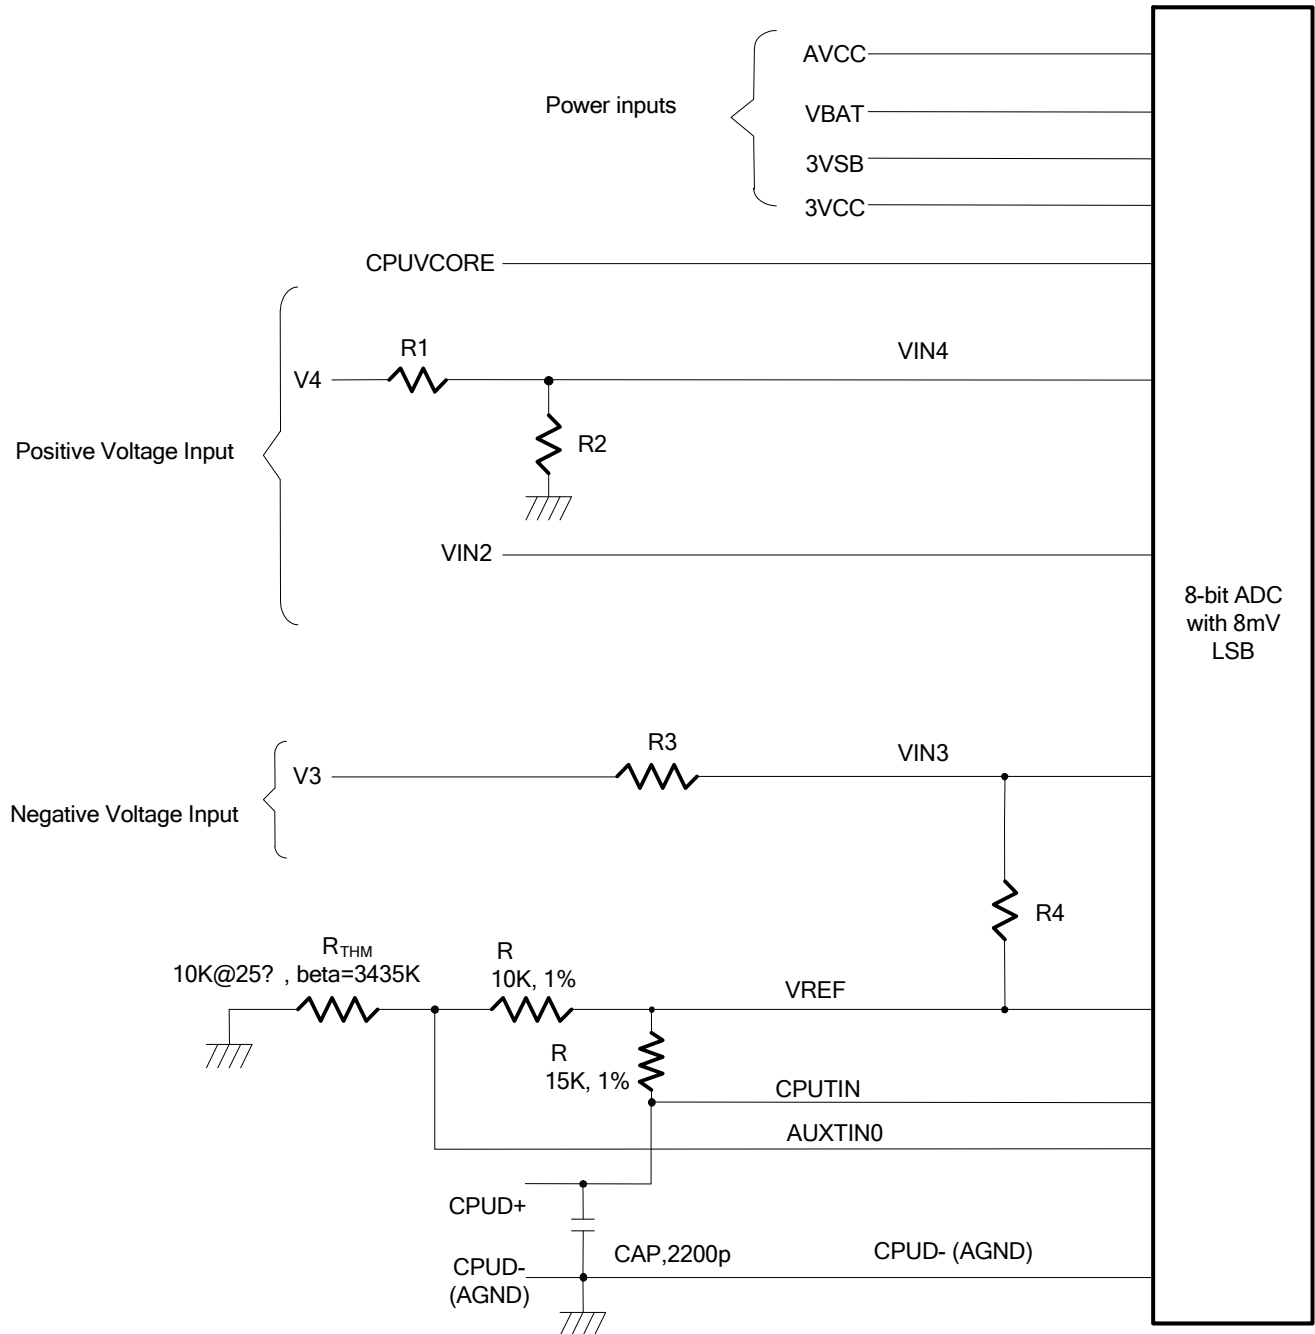 AVCC
Power inputs
VBAT
3VSB
3VCC
CPUVCORE
R1
VIN4
V4
R2
Positive Voltage Input
VIN2
8-bit ADC
with 8mV
LSB
R3
VIN3
V3
Negative Voltage Input
R4
RTHM
10K@25? , beta=3435K
R
10K, 1%
VREF
R
15K, 1%
CPUTIN
AUXTIN0
CPUD+
CAP,2200p
CPUD- (AGND)
CPUD-
(AGND)